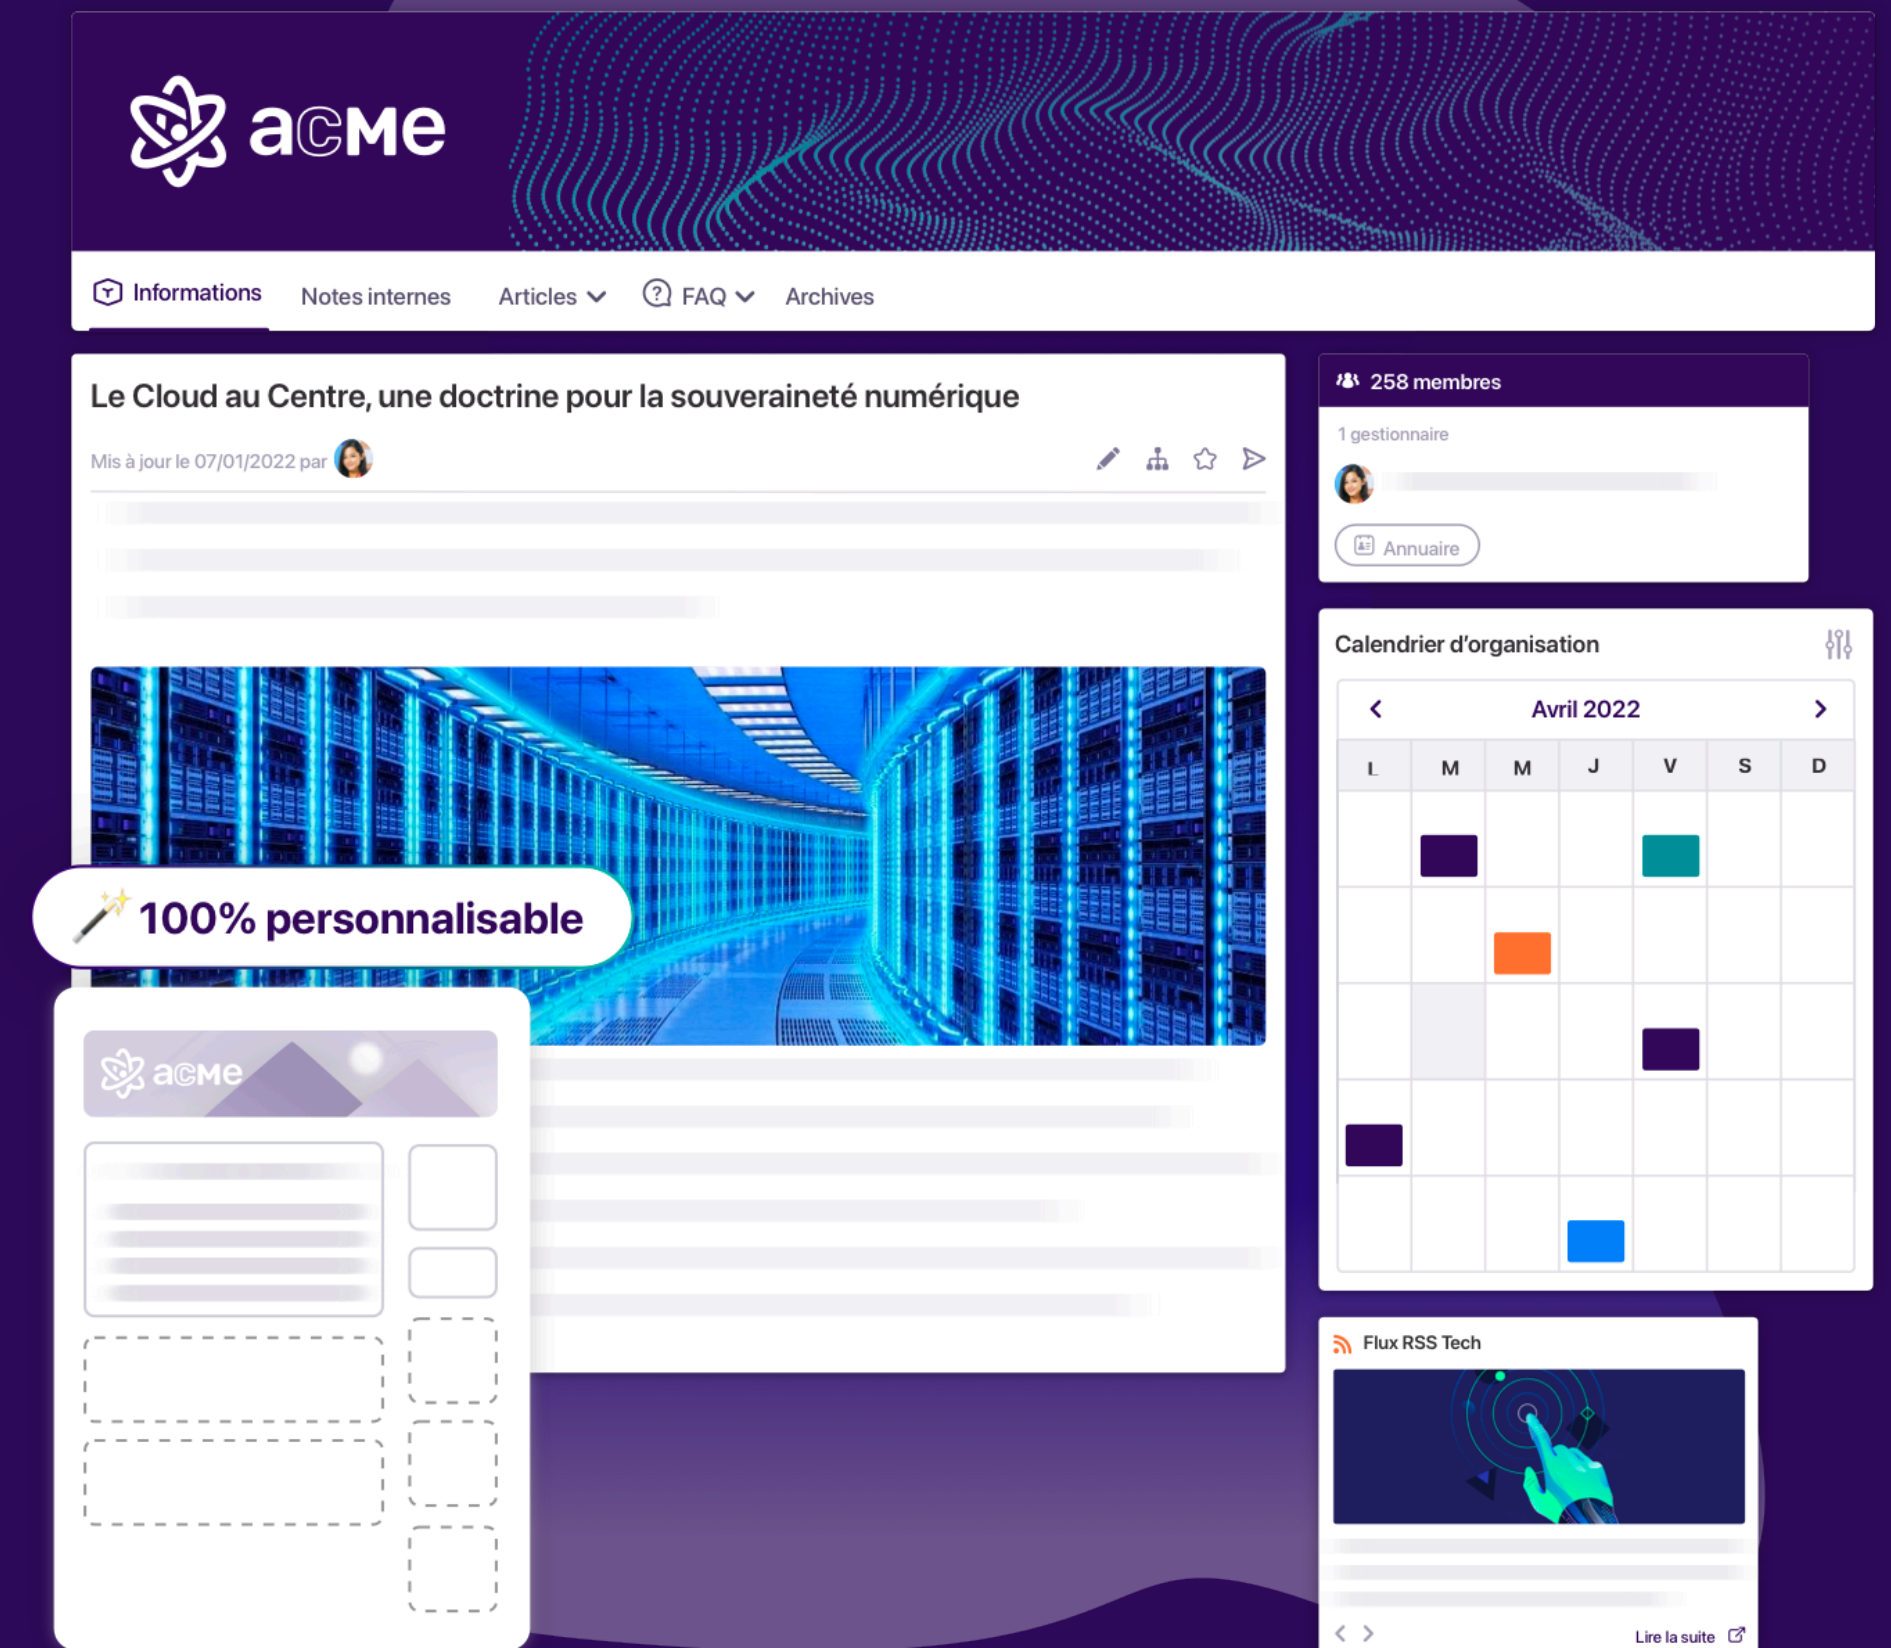 acMe
Informations
Notes internes
Articles
FAQ
Archives
Le Cloud au Centre, une doctrine pour la souveraineté numérique
Mis à jour le 07/01/2022 par
258 membres
1 gestionnaire
Annuaire
Calendrier d’organisation
Avril 2022
L M M J V S D
100% personnalisable
acMe
Flux RSS Tech
Lire la suite